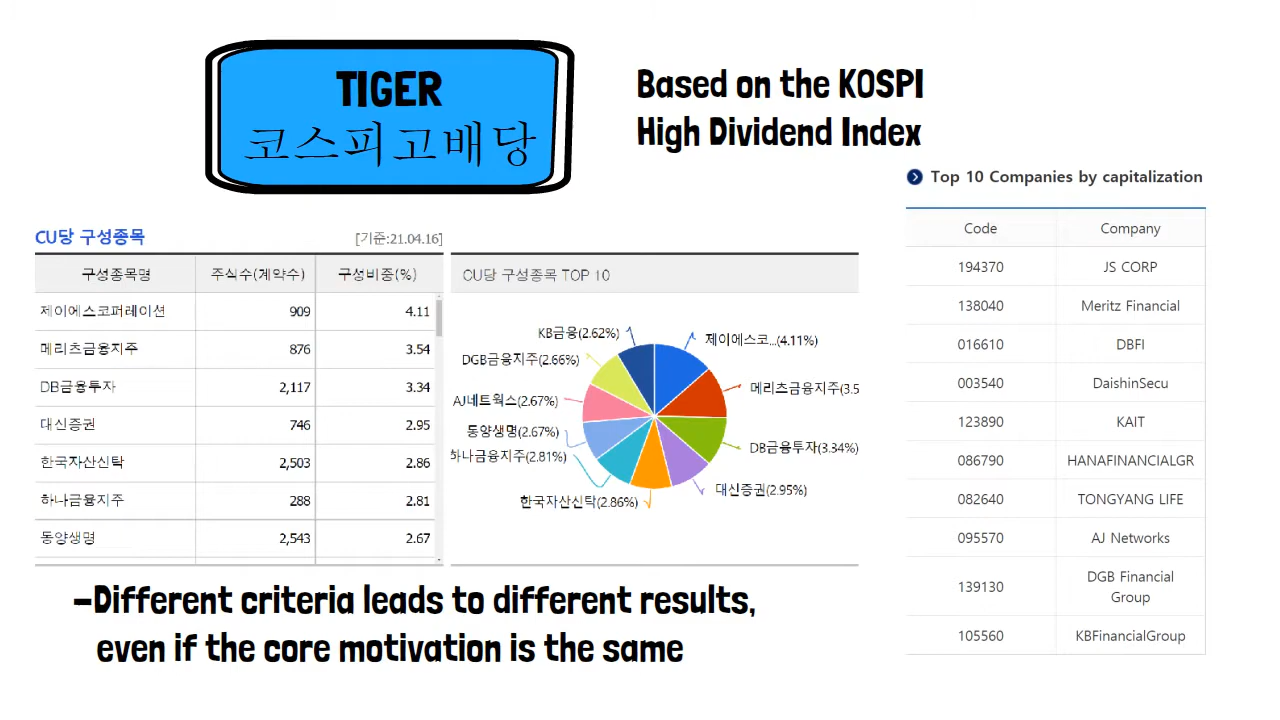 TIGER
코스피고배당
Based on the KOSPI
High Dividend Index
CU당 구성종목
[기준:21.04.16]
구성종목명 주식수(계약수) 구성비중(%)
제이에스코퍼레이션 909 4.11
메리츠금융지주 876 3.54
DB금융투자 2,117 3.34
대신증권 746 2.95
한국자산신탁 2,503 2.86
하나금융지주 288 2.81
동양생명 2,543 2.67
CU당 구성종목 TOP 10
KB금융(2.62%)
제이에스코...(4.11%)
DGB금융지주(2.66%)
메리츠금융지주(3.5
AJ네트웍스(2.67%)
동양생명(2.67%)
DB금융투자(3.34%)
하나금융지주(2.81%)
대신증권(2.95%)
한국자산신탁(2.86%)
Top 10 Companies by capitalization
Code Company
194370 JS CORP
138040 Meritz Financial
016610 DBFI
003540 DaishinSecu
123890 KAIT
086790 HANAFINANCIALGR
082640 TONGYANG LIFE
095570 AJ Networks
139130 DGB Financial
Group
105560 KBFinancialGroup
-Different criteria leads to different results,
even if the core motivation is the same